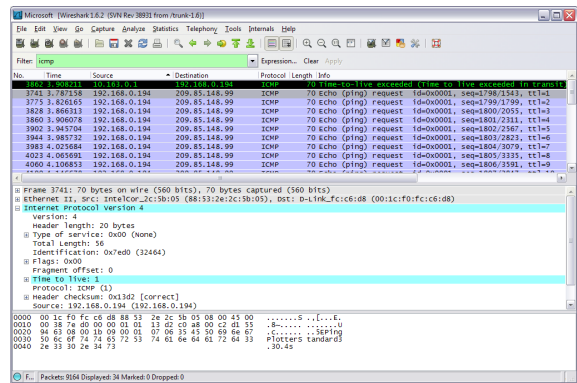 Microsoft [Wireshark 1.6.2 (SVN Rev 38931 from /trunk-1.6)]
File Edit View Go Capture Analyze Statistics Telephony Tools Internals Help
Filter: icmp Expression... Clear Apply
No. Time Source Destination Protocol Length Info
3862 3.908211 10.163.0.1 192.168.0.194 ICMP 70 Time-to-live exceeded (Time to live exceeded in transit)
3741 3.787158 192.168.0.194 209.85.148.99 ICMP 70 Echo (ping) request id=0x0001, seq=1798/1543, ttl=1
3775 3.826165 192.168.0.194 209.85.148.99 ICMP 70 Echo (ping) request id=0x0001, seq=1799/1799, ttl=2
3828 3.866313 192.168.0.194 209.85.148.99 ICMP 70 Echo (ping) request id=0x0001, seq=1800/2055, ttl=3
3860 3.906078 192.168.0.194 209.85.148.99 ICMP 70 Echo (ping) request id=0x0001, seq=1801/2311, ttl=4
3902 3.945704 192.168.0.194 209.85.148.99 ICMP 70 Echo (ping) request id=0x0001, seq=1802/2567, ttl=5
3944 3.985732 192.168.0.194 209.85.148.99 ICMP 70 Echo (ping) request id=0x0001, seq=1803/2823, ttl=6
3983 4.025684 192.168.0.194 209.85.148.99 ICMP 70 Echo (ping) request id=0x0001, seq=1804/3079, ttl=7
4023 4.065691 192.168.0.194 209.85.148.99 ICMP 70 Echo (ping) request id=0x0001, seq=1805/3335, ttl=8
4060 4.106853 192.168.0.194 209.85.148.99 ICMP 70 Echo (ping) request id=0x0001, seq=1806/3591, ttl=9
Frame 3741: 70 bytes on wire (560 bits), 70 bytes captured (560 bits)
Ethernet II, Src: IntelCor_2c:5b:05 (88:53:2e:2c:5b:05), Dst: D-Link_fc:c6:d8 (00:1c:f0:fc:c6:d8)
Internet Protocol Version 4
Version: 4
Header length: 20 bytes
Type of service: 0x00 (None)
Total Length: 56
Identification: 0x7ed0 (32464)
Flags: 0x00
Fragment offset: 0
Time to live: 1
Protocol: ICMP (1)
Header checksum: 0x13d2 [correct]
Source: 192.168.0.194 (192.168.0.194)
0000 00 1c f0 fc c6 d8 88 53 2e 2c 5b 05 08 00 45 00 .......S .,[...E.
0010 00 38 7e d0 00 00 01 01 13 d2 c0 a8 00 c2 d1 55 .8~..... .......U
0020 94 63 08 00 1b 09 00 01 07 06 35 45 50 69 6e 67 .c...... ..5EPing
0030 50 6c 6f 74 74 65 72 53 74 61 6e 64 61 72 64 33 PlotterS tandard3
0040 2e 33 30 2e 34 73 .30.4s
F... Packets: 9164 Displayed: 34 Marked: 0 Dropped: 0